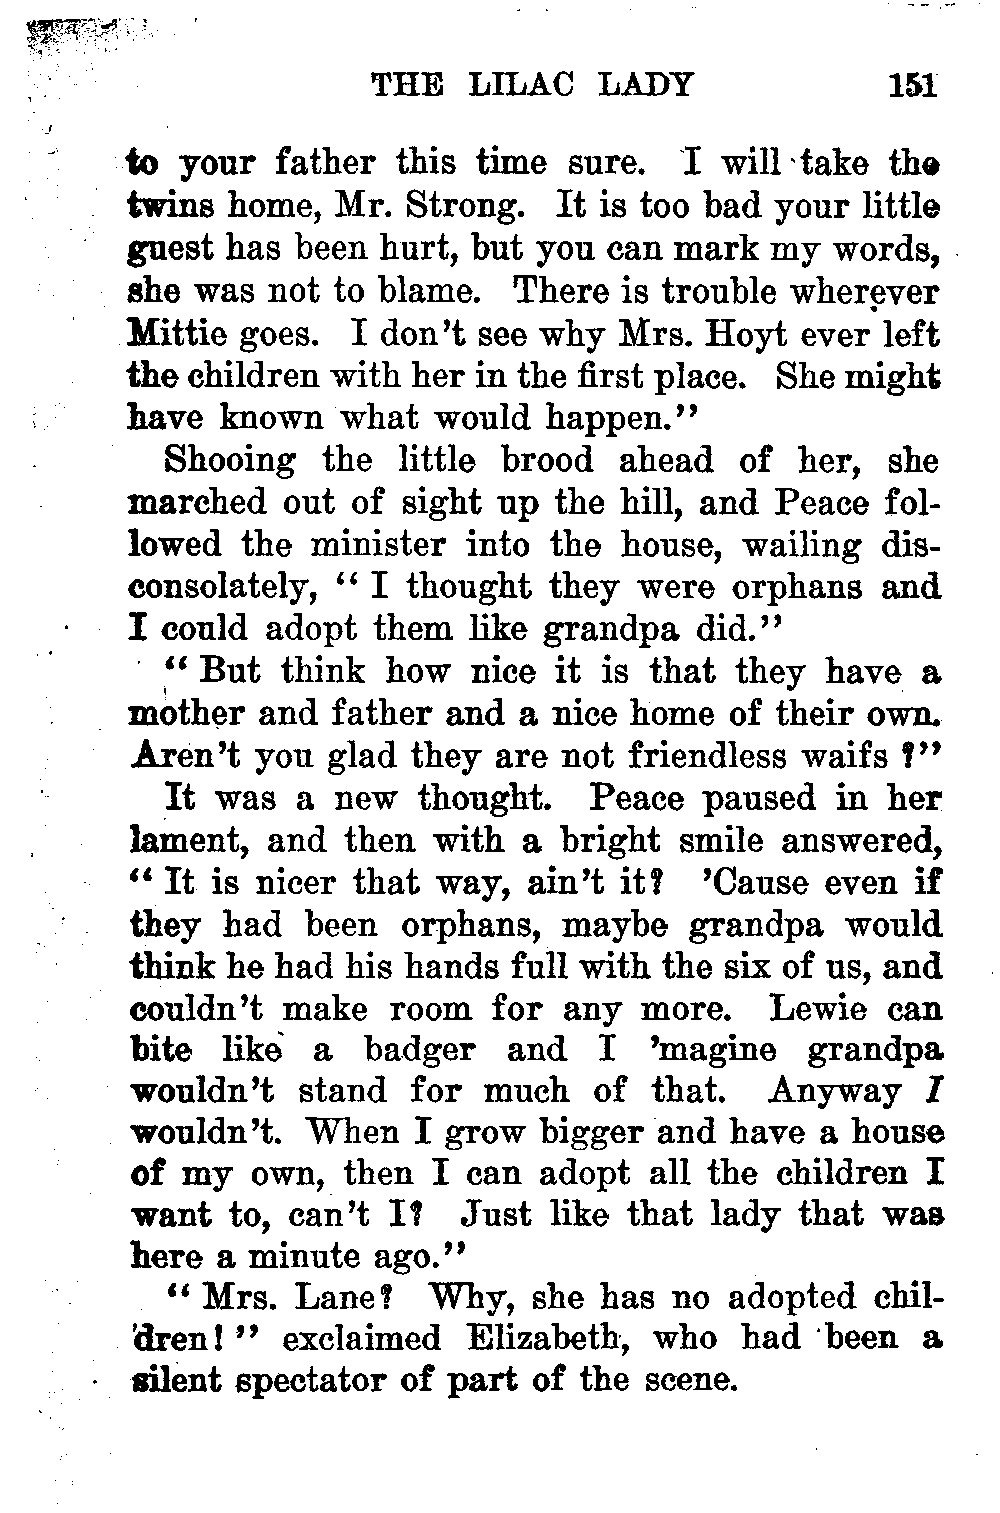 THE LILAC LADY 151
to your father this time sure. I will take the
twins home, Mr. Strong. It is too bad your little
guest has been hurt, but you can mark my words,
she was not to blame. There is trouble wherever
Mittie goes. I don't see why Mrs. Hoyt ever left
the children with her in the first place. She might
have known what would happen."
Shooing the little brood ahead of her, she
marched out of sight up the hill, and Peace fol-
lowed the minister into the house, wailing dis-
consolately, "I thought they were orphans and
I could adopt them like grandpa did."
"But think how nice it is that they have a
mother and father and a nice home of their own.
Aren't you glad they are not friendless waifs?"
It was a new thought. Peace paused in her
lament, and then with a bright smile answered,
"It is nicer that way, ain't it? 'Cause even if
they had been orphans, maybe grandpa would
think he had his hands full with the six of us, and
couldn't make room for any more. Lewie can
bite like a badger and I 'magine grandpa
wouldn't stand for much of that. Anyway I
wouldn't. When I grow bigger and have a house
of my own, then I can adopt all the children I
want to, can't I? Just like that lady that was
here a minute ago."
"Mrs. Lane? Why, she has no adopted chil-
dren!" exclaimed Elizabeth, who had been a
silent spectator of part of the scene.